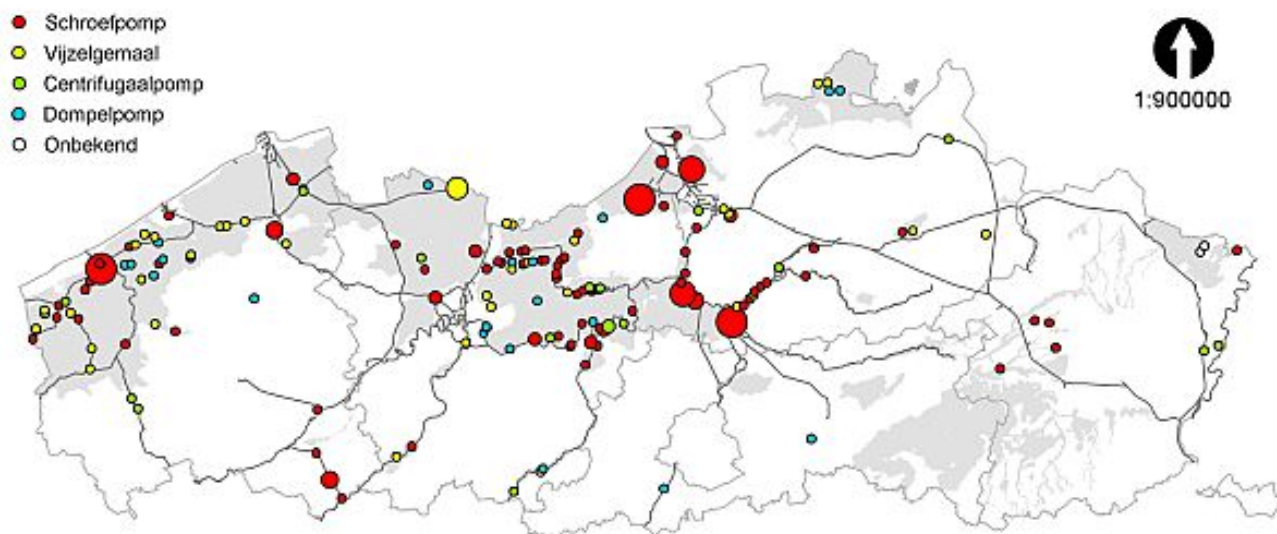 Schroefpomp
Vijzelgemaal
Centrifugaalpomp
Dompelpomp
Onbekend
1:900000